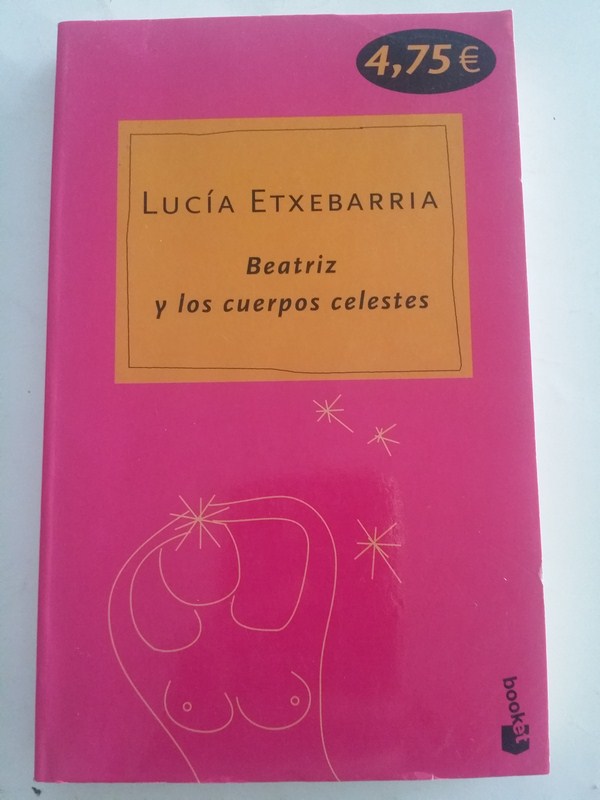 4,75 €
LUCÍA ETXEBARRIA
Beatriz
y los cuerpos celestes
booket